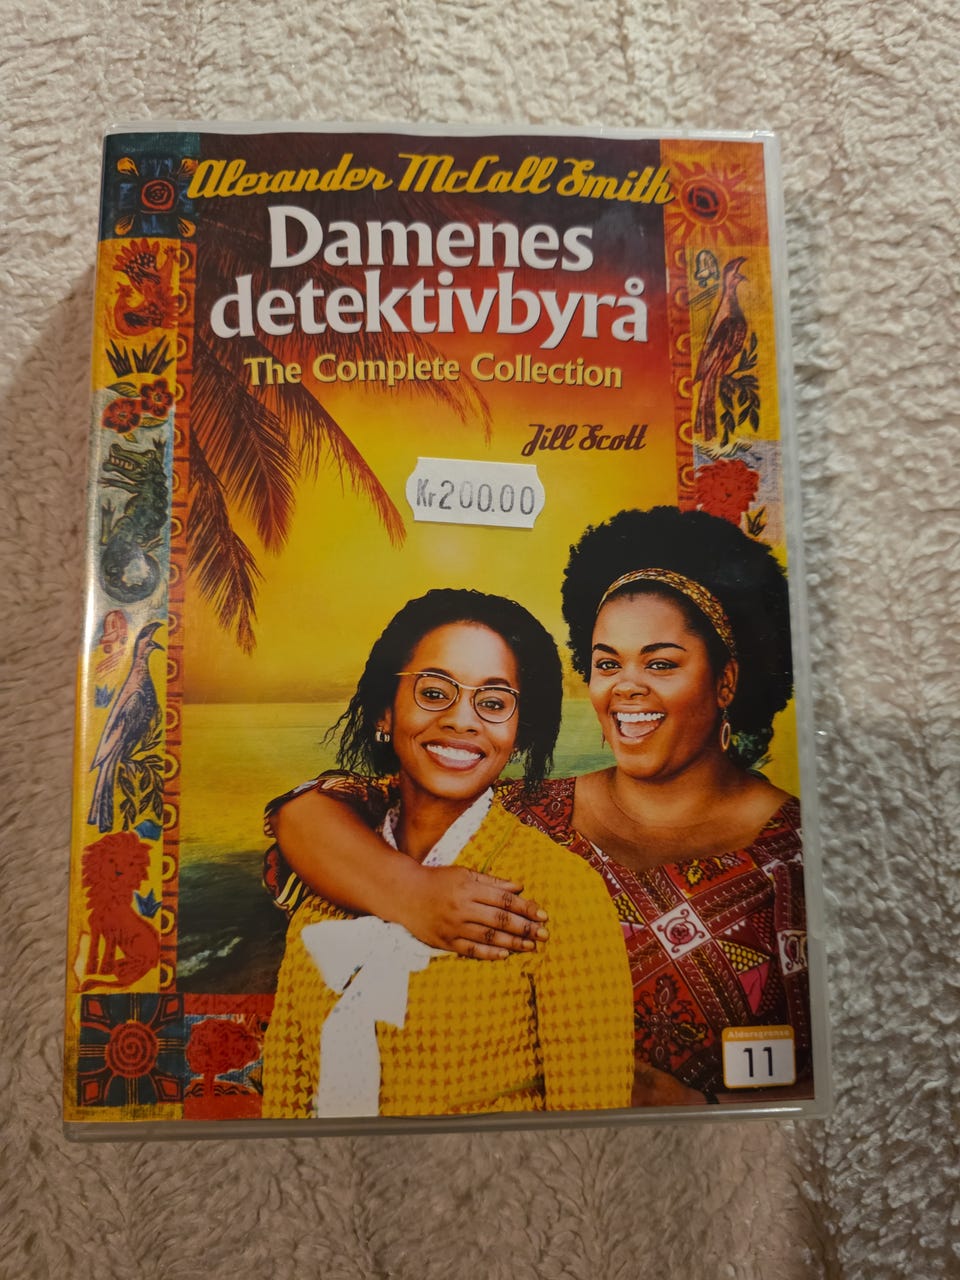 Alexander McCall Smith
Damenes
detektivbyrå
The Complete Collection
Jill Scott
Kr200.00
Aldersgrense
11